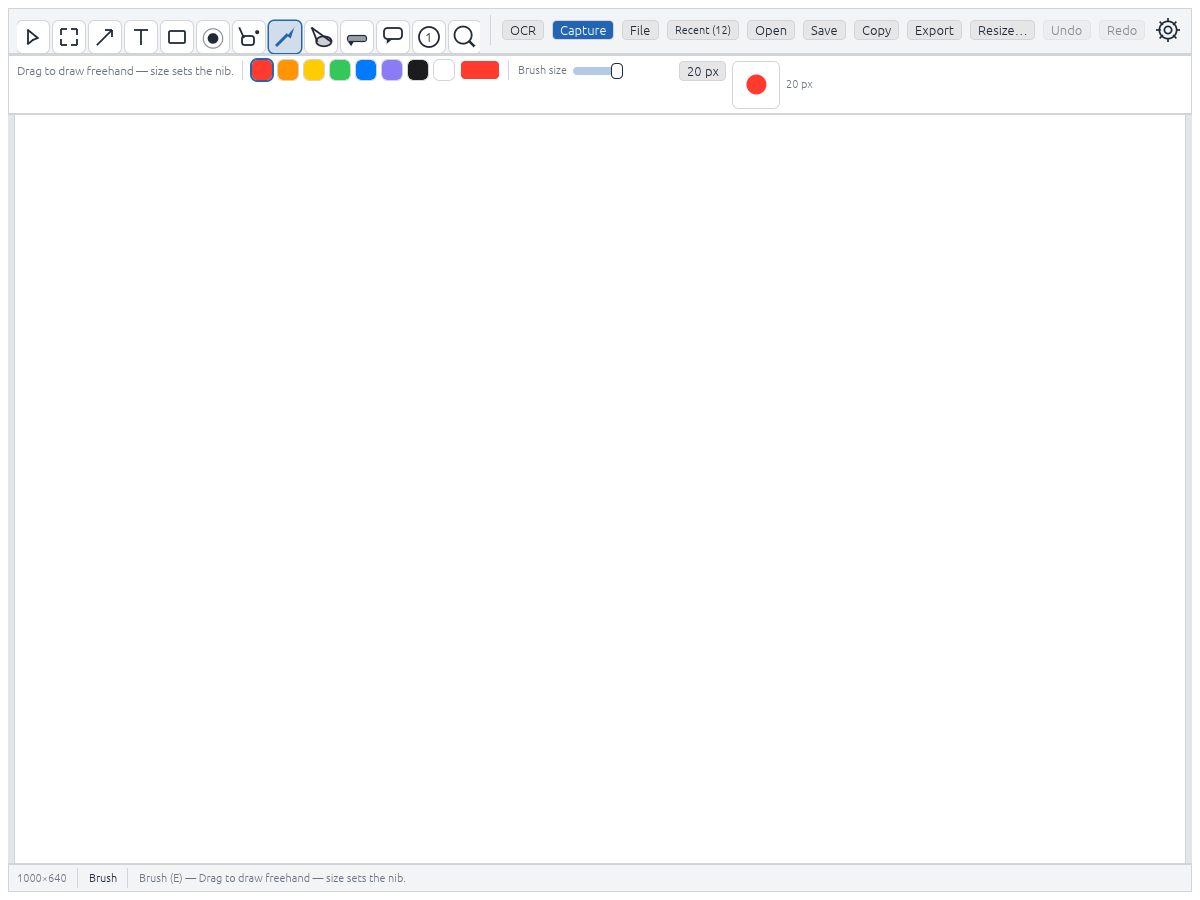 1 OCR Capture File Recent (12) Open Save Copy Export Resize... Undo Redo
Drag to draw freehand — size sets the nib. Brush size 20 px 20 px
1000×640 Brush Brush (E) — Drag to draw freehand — size sets the nib.